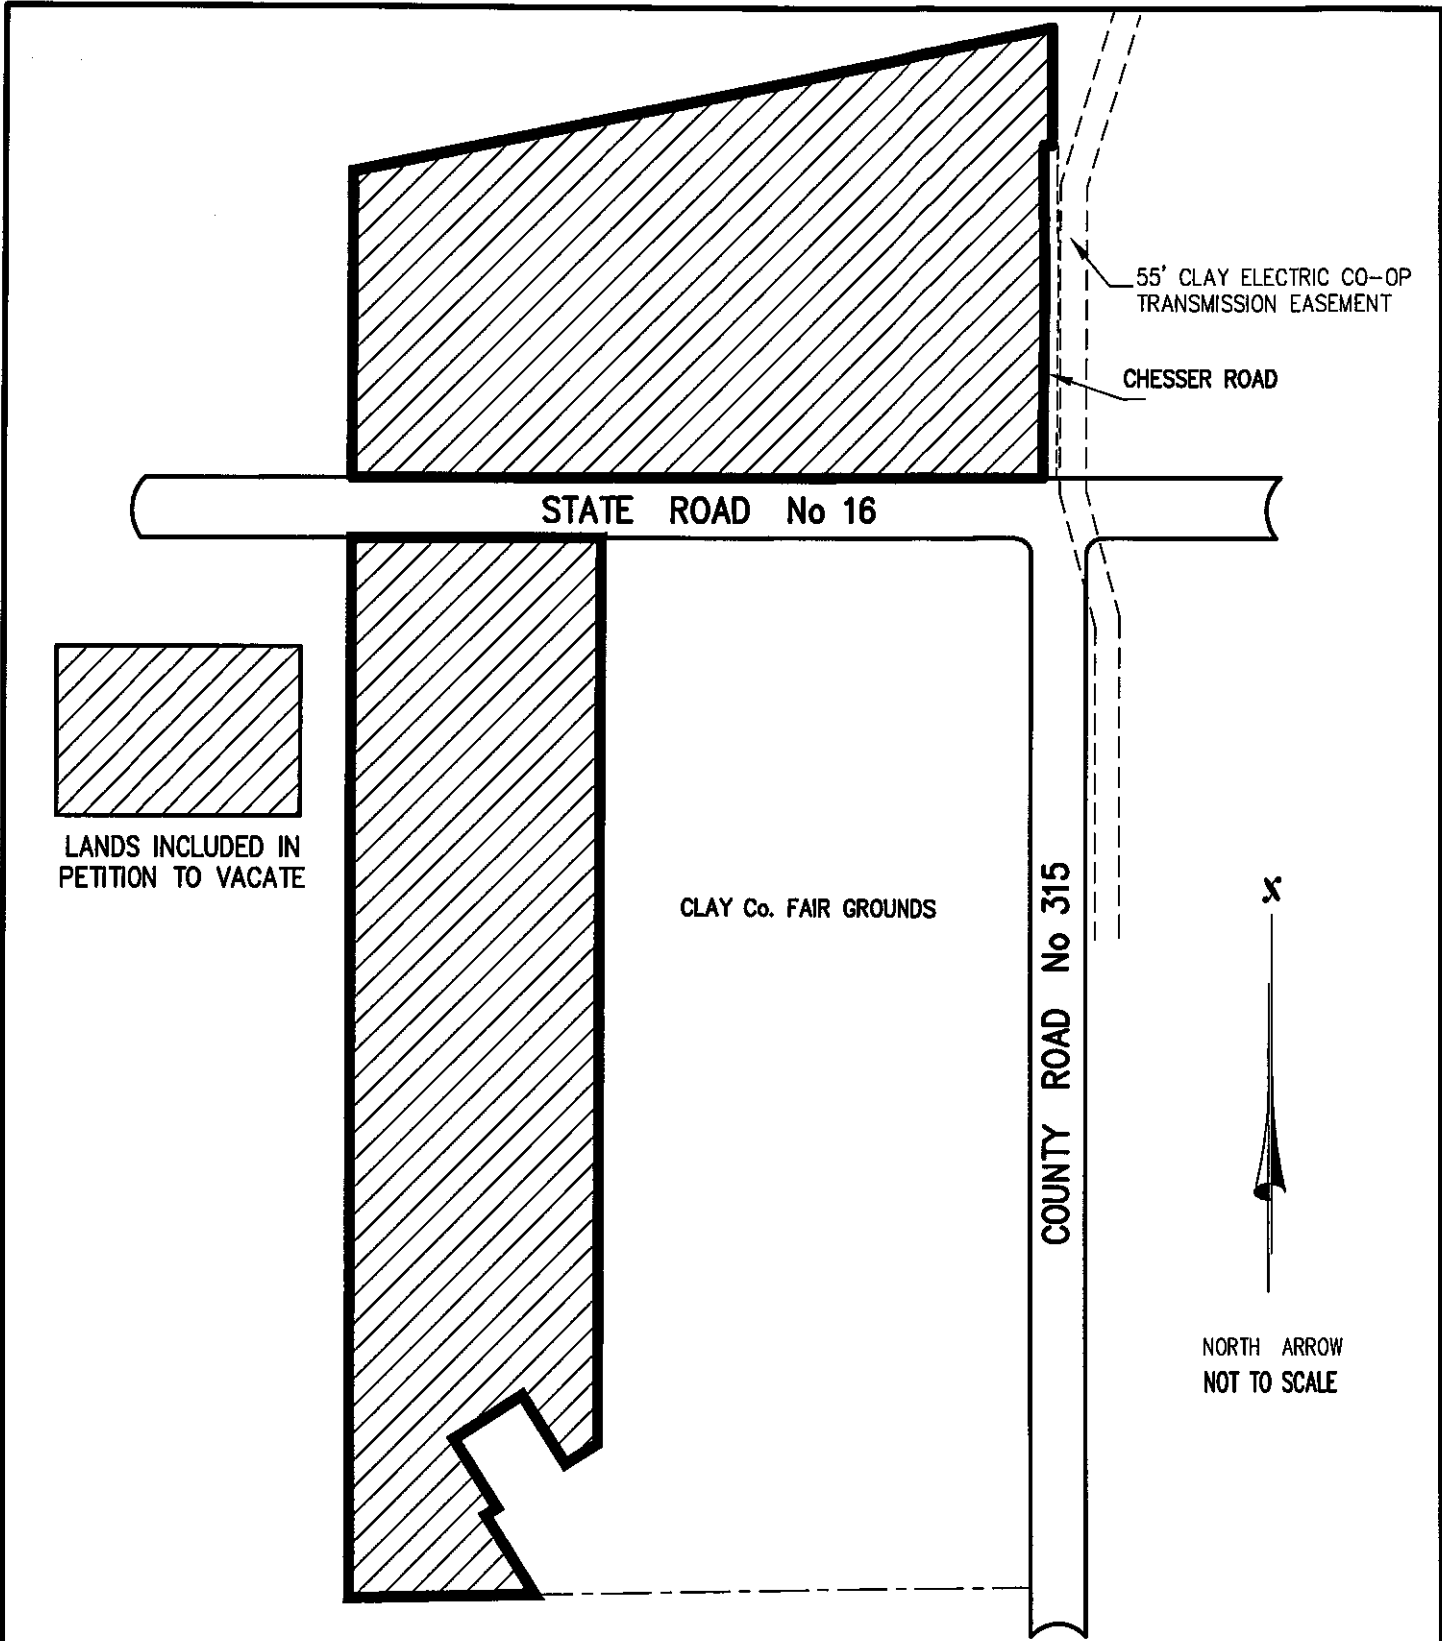 55' CLAY ELECTRIC CO-OP
TRANSMISSION EASEMENT
CHESSER ROAD
STATE ROAD No 16
LANDS INCLUDED IN
PETITION TO VACATE
CLAY Co. FAIR GROUNDS
COUNTY ROAD No 315
NORTH ARROW
NOT TO SCALE